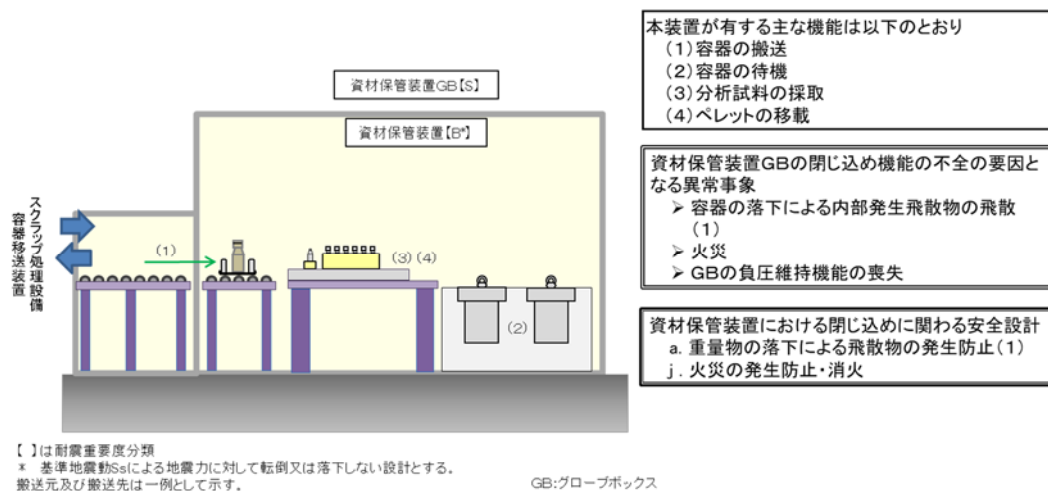 資材保管装置GB【S】
資材保管装置【B*】
スクラップ処理設備
容器移送装置
(1)
(3)(4)
(2)
【 】は耐震重要度分類
* 基準地震動Ssによる地震力に対して転倒又は落下しない設計とする。
搬送元及び搬送先は一例として示す。
GB:グローブボックス
本装置が有する主な機能は以下のとおり
(1)容器の搬送
(2)容器の待機
(3)分析試料の採取
(4)ペレットの移載
資材保管装置GBの閉じ込め機能の不全の要因と
なる異常事象
➢ 容器の落下による内部発生飛散物の飛散
(1)
➢ 火災
➢ GBの負圧維持機能の喪失
資材保管装置における閉じ込めに関わる安全設計
a. 重量物の落下による飛散物の発生防止(1)
j. 火災の発生防止・消火